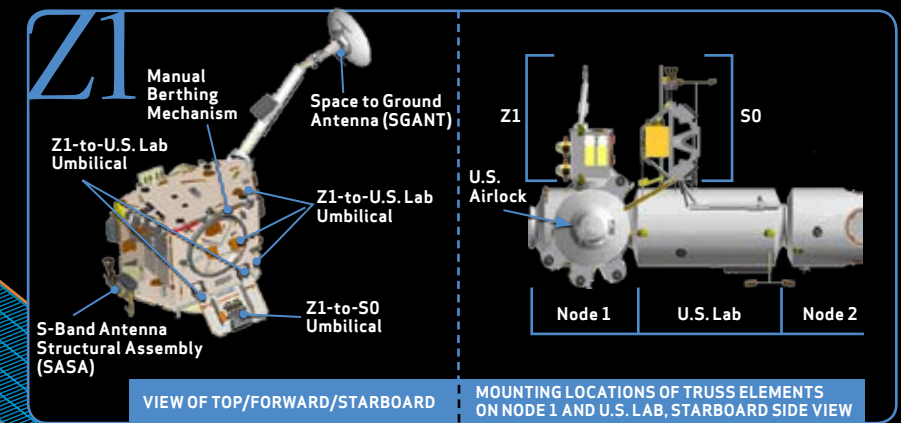 Z1
Manual
Berthing
Mechanism
Space to Ground
Antenna (SGANT)
Z1-to-U.S. Lab
Umbilical
Z1-to-U.S. Lab
Umbilical
Z1-to-S0
Umbilical
S-Band Antenna
Structural Assembly
(SASA)
VIEW OF TOP/FORWARD/STARBOARD
Z1
S0
U.S.
Airlock
Node 1
U.S. Lab
Node 2
MOUNTING LOCATIONS OF TRUSS ELEMENTS
ON NODE 1 AND U.S. LAB, STARBOARD SIDE VIEW